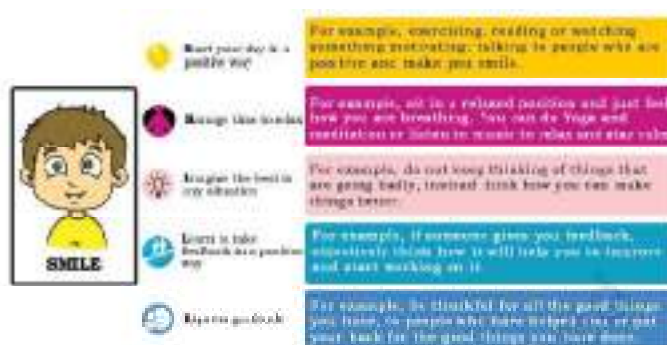 Start your day in a
positive way
For example, exercising, reading or watching
something motivating, talking to people who are
positive and make you smile.
Manage time to relax
For example, sit in a relaxed position and just feel
how you are breathing. You can do Yoga and
meditation or listen to music to relax and stay calm
Imagine the best in
any situation
For example, do not keep thinking of things that
are going badly, instead think how you can make
things better.
Learn to take
feedback in a positive
way
For example, if someone gives you feedback,
objectively think how it will help you to improve
and start working on it
SMILE
Express gratitude
For example, be thankful for all the good things
you have, to people who have helped you or got
your back for the good things you have done.